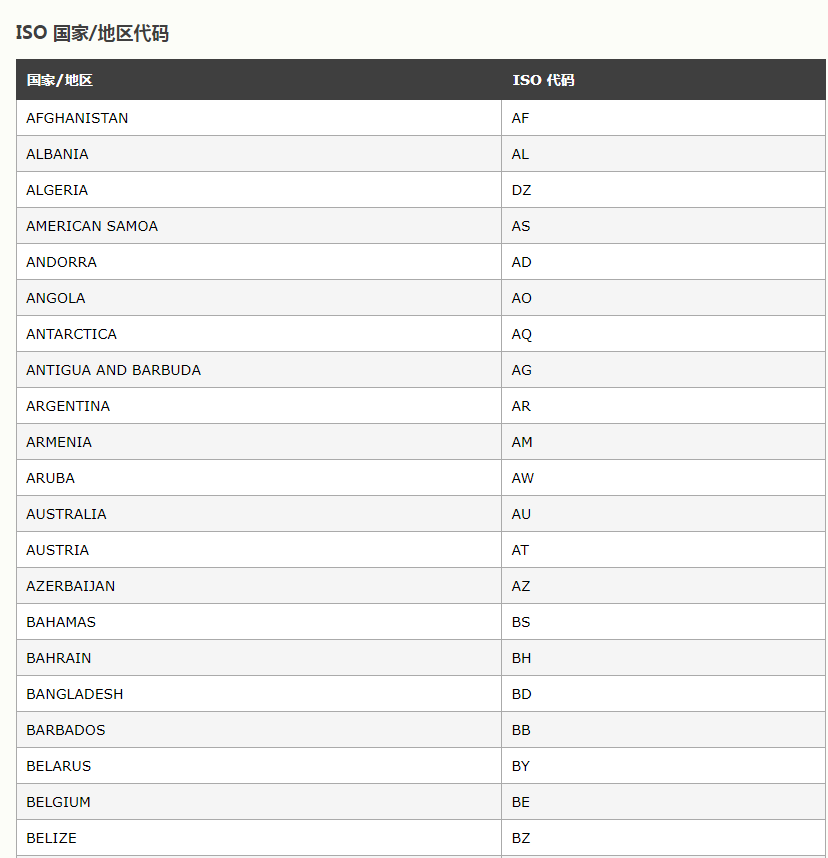 ISO 国家/地区代码
国家/地区 ISO 代码
AFGHANISTAN AF
ALBANIA AL
ALGERIA DZ
AMERICAN SAMOA AS
ANDORRA AD
ANGOLA AO
ANTARCTICA AQ
ANTIGUA AND BARBUDA AG
ARGENTINA AR
ARMENIA AM
ARUBA AW
AUSTRALIA AU
AUSTRIA AT
AZERBAIJAN AZ
BAHAMAS BS
BAHRAIN BH
BANGLADESH BD
BARBADOS BB
BELARUS BY
BELGIUM BE
BELIZE BZ